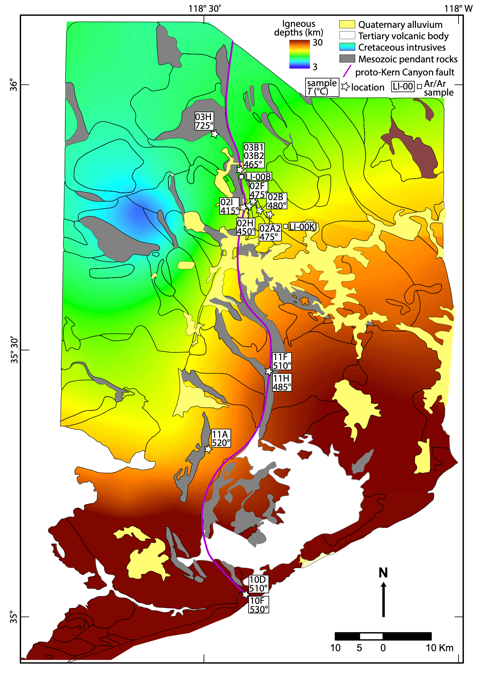 118°30'
118°W
Igneous
depths (km)
30
3
Quaternary alluvium
Tertiary volcanic body
Cretaceous intrusives
Mesozoic pendant rocks
proto-Kern Canyon fault
sample
T (°C)
location
LI-00
Ar/Ar
sample
36°
03H
725°
03B1
03B2
465°
LI-00B
02F
475°
02B
480°
02I
415°
02H
450°
02A2
475°
LI-00K
35°30'
11F
510°
11H
485°
11A
520°
10D
510°
10F
530°
35°
N
10 5 0 10 Km